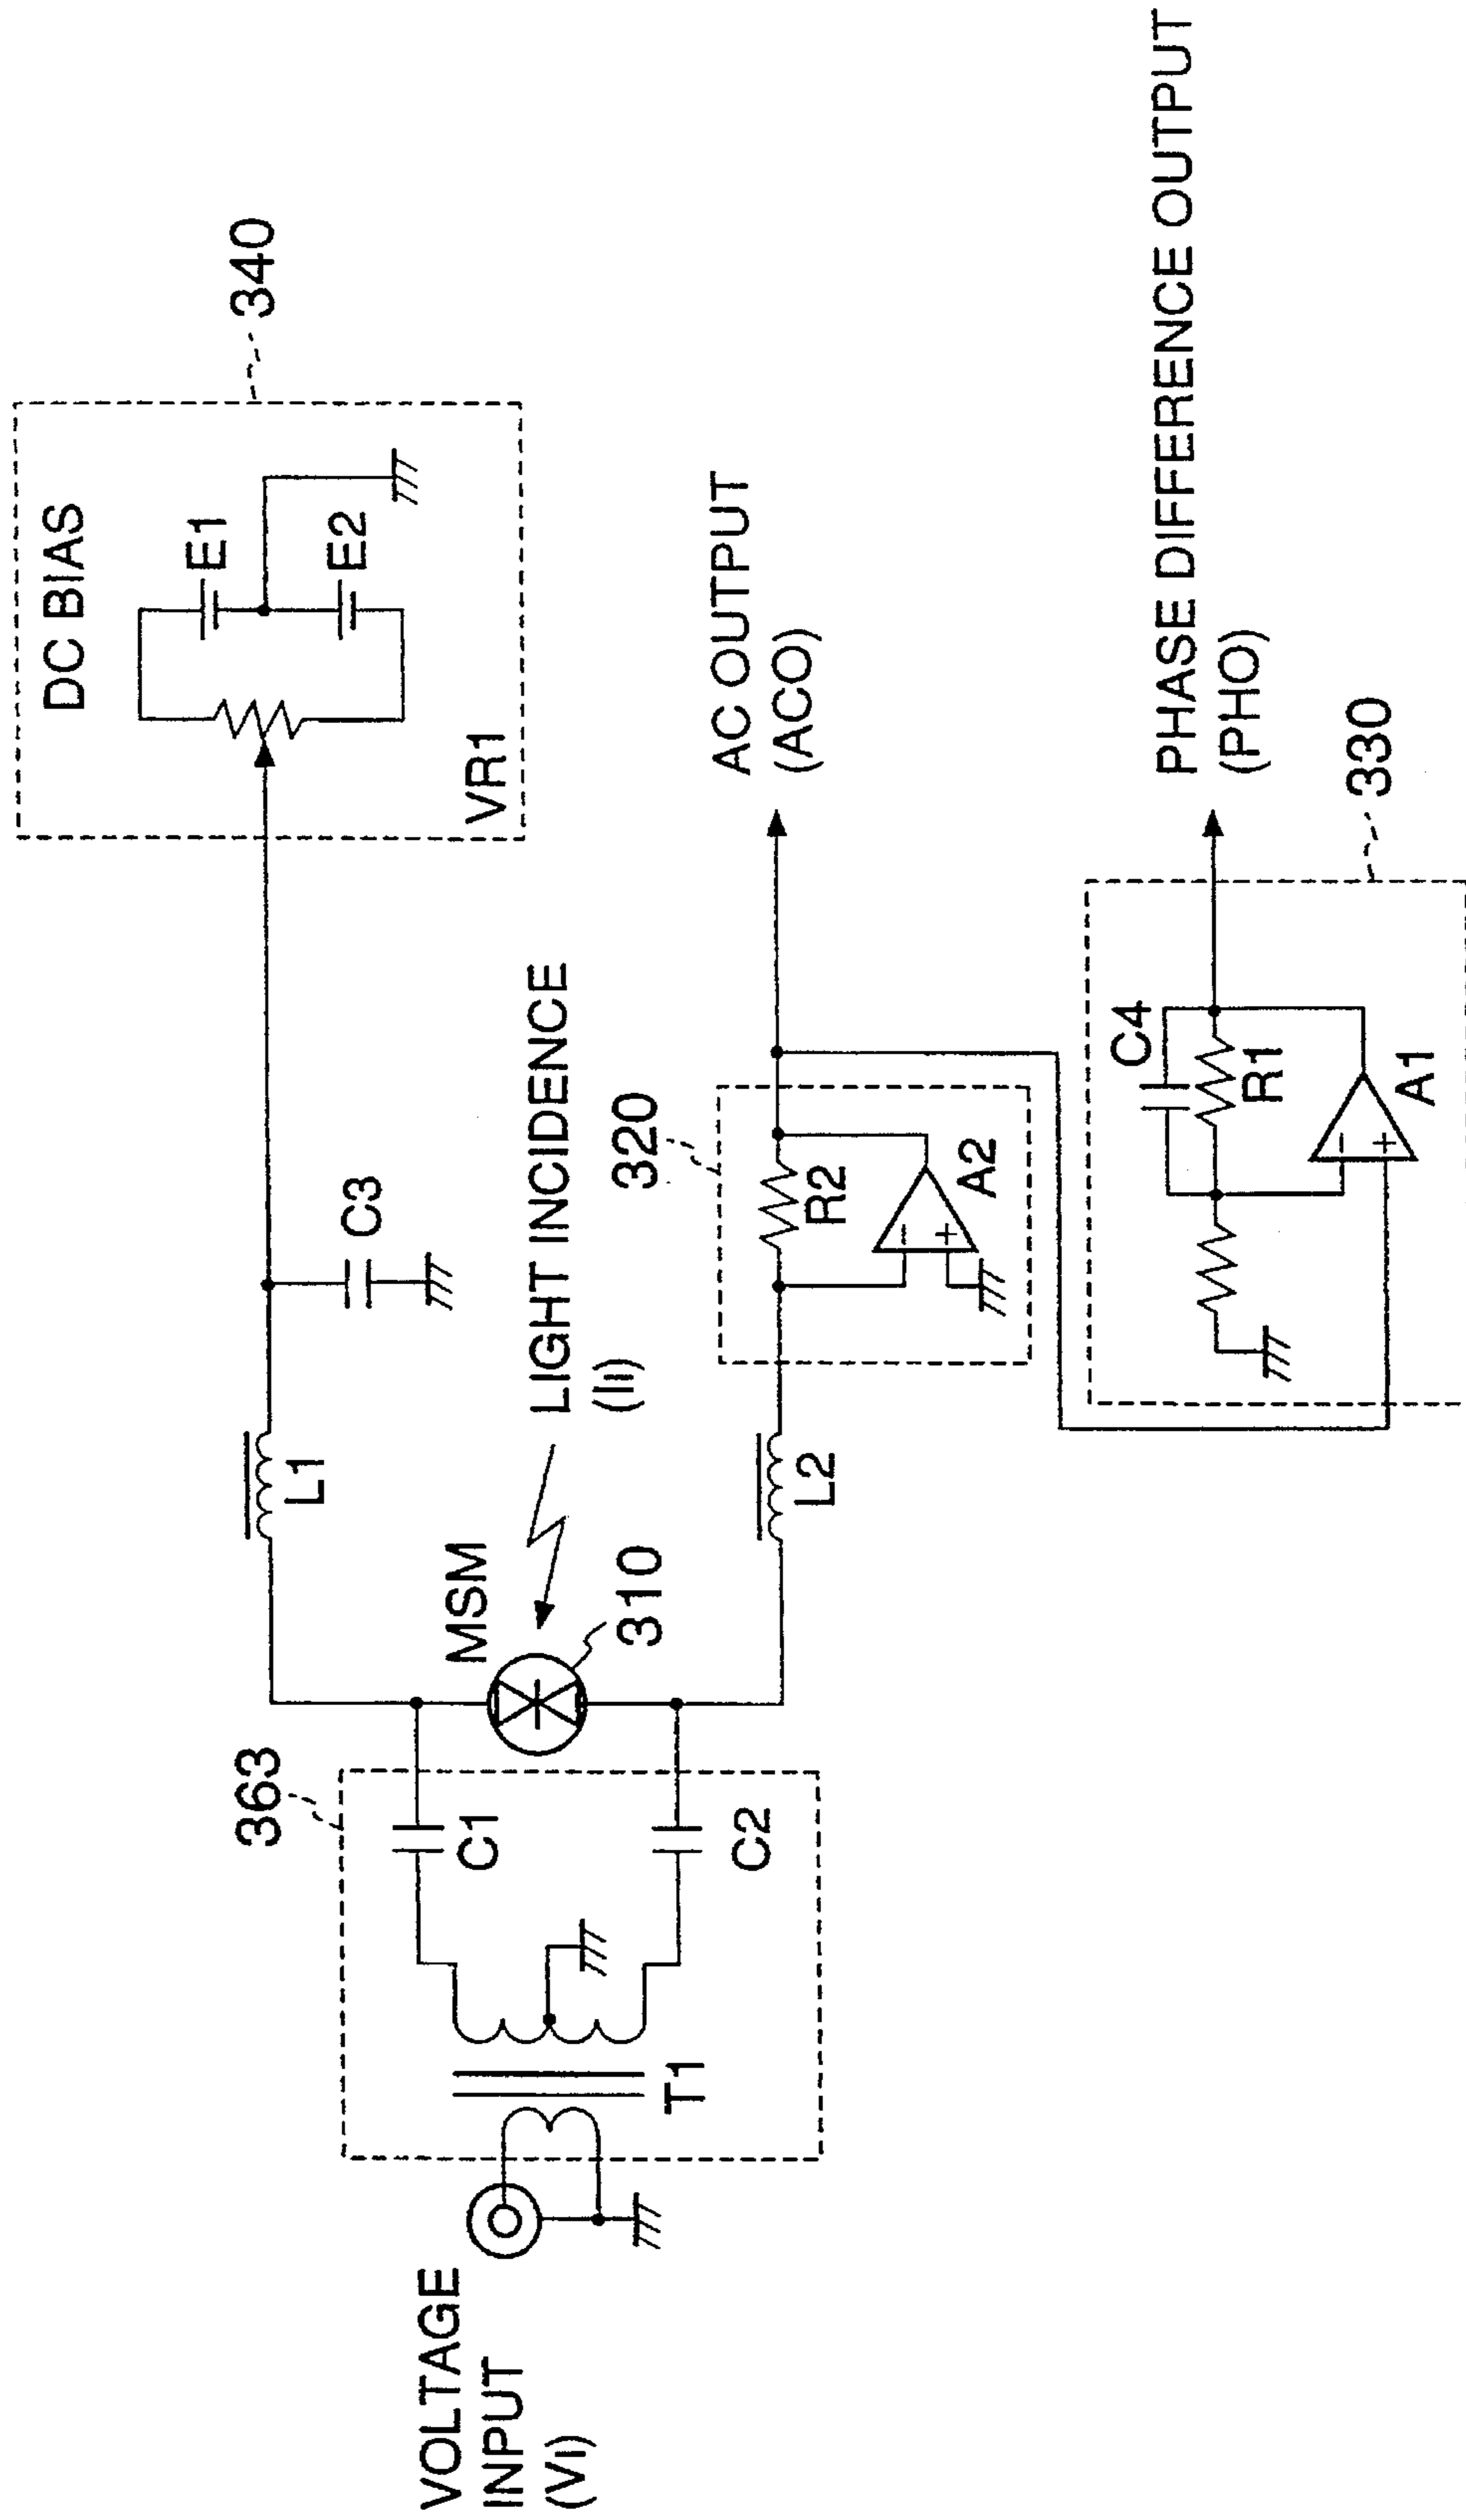 DC BIAS
340
E1
E2
VR1
C3
L1
MSM
LIGHT INCIDENCE
(Ii)
310
363
C1
C2
T1
VOLTAGE
INPUT
(Vi)
L2
320
R2
A2
AC OUTPUT
(ACO)
PHASE DIFFERENCE OUTPUT
(PHO)
330
C4
R1
A1